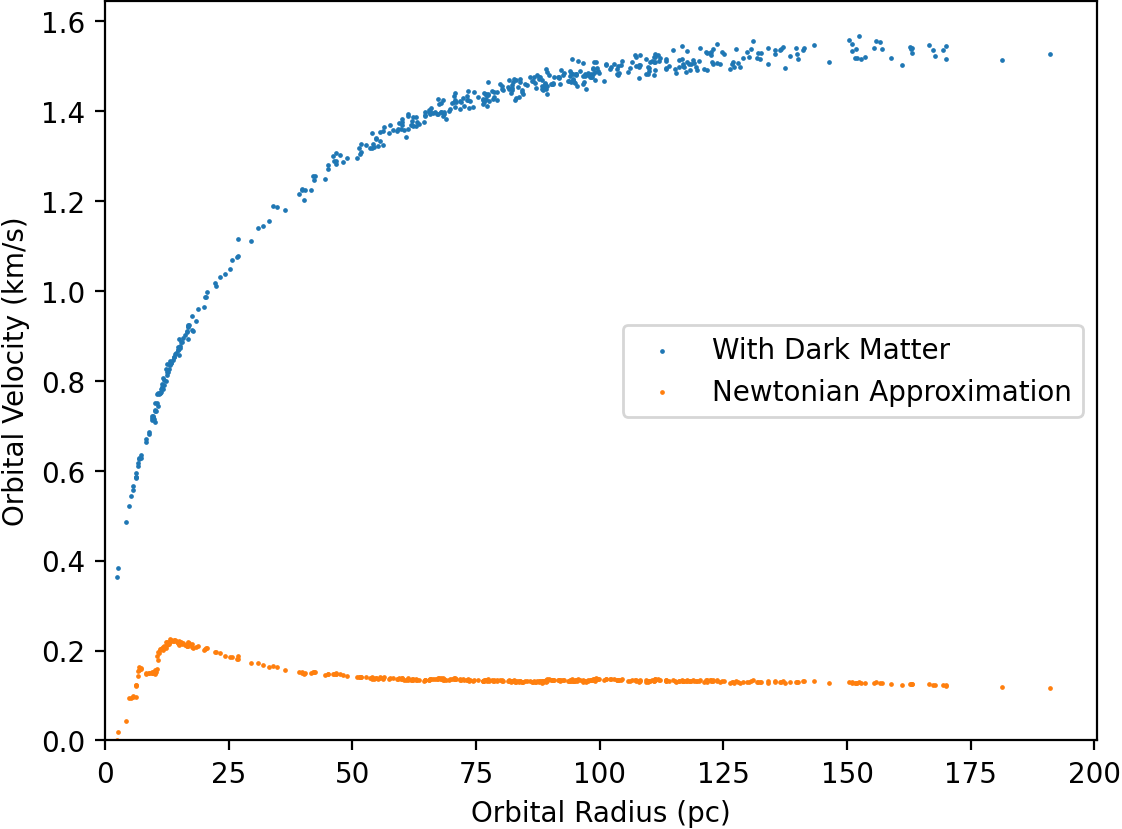 1.6
1.4
1.2
1.0
0.8
0.6
0.4
0.2
0.0
Orbital Velocity (km/s)
With Dark Matter
Newtonian Approximation
0 25 50 75 100 125 150 175 200
Orbital Radius (pc)